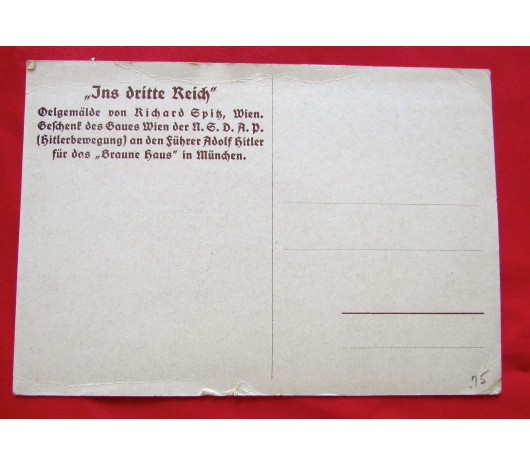 „Ins dritte Reich“
Oelgemälde von Richard Spitz, Wien.
Geschenk des Gaues Wien der N. S. D. A. P.
(Hitlerbewegung) an den Führer Adolf Hitler
für das „Braune Haus“ in München.
75